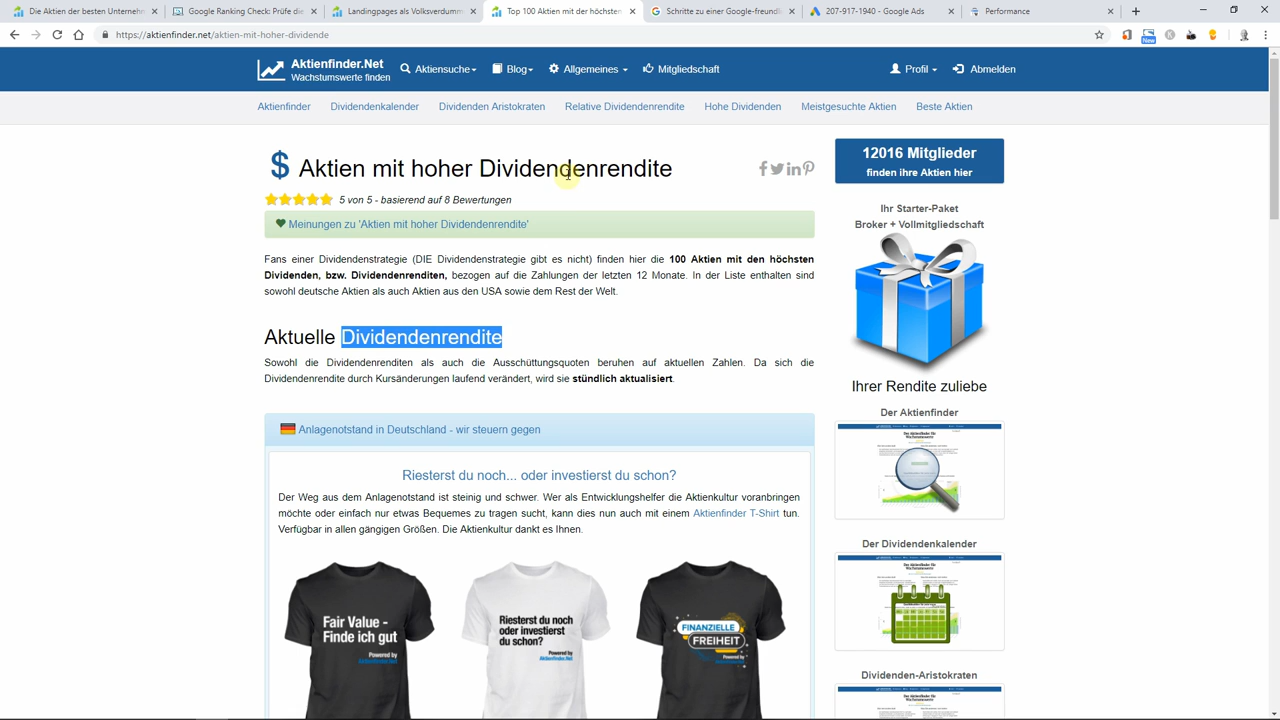 Die Aktien der besten Unterneh
Google Ranking Check: Prüfe die
Landingpages als Volksverdumm
Top 100 Aktien mit der höchsten
Schritte zu einer Google-freundli
207-917-1940 - Google Ads
Performance
https://aktienfinder.net/aktien-mit-hoher-dividende
New
Aktienfinder.Net
Wachstumswerte finden
Aktiensuche
Blog
Allgemeines
Mitgliedschaft
Profil
Abmelden
Aktienfinder
Dividendenkalender
Dividenden Aristokraten
Relative Dividendenrendite
Hohe Dividenden
Meistgesuchte Aktien
Beste Aktien
$ Aktien mit hoher Dividendenrendite
5 von 5 - basierend auf 8 Bewertungen
Meinungen zu 'Aktien mit hoher Dividendenrendite'
Fans einer Dividendenstrategie (DIE Dividendenstrategie gibt es nicht) finden hier die 100 Aktien mit den höchsten
Dividenden, bzw. Dividendenrenditen, bezogen auf die Zahlungen der letzten 12 Monate. In der Liste enthalten sind
sowohl deutsche Aktien als auch Aktien aus den USA sowie dem Rest der Welt.
Aktuelle Dividendenrendite
Sowohl die Dividendenrenditen als auch die Ausschüttungsquoten beruhen auf aktuellen Zahlen. Da sich die
Dividendenrendite durch Kursänderungen laufend verändert, wird sie stündlich aktualisiert.
Anlagenotstand in Deutschland - wir steuern gegen
Riesterst du noch... oder investierst du schon?
Der Weg aus dem Anlagenotstand ist steinig und schwer. Wer als Entwicklungshelfer die Aktienkultur voranbringen
möchte oder einfach nur etwas Bequemes zu tragen sucht, kann dies nun auch mit einem Aktienfinder T-Shirt tun.
Verfügbar in allen gängigen Größen. Die Aktienkultur dankt es Ihnen.
Fair Value -
Finde ich gut
Powered by
Aktienfinder.Net
Riesterst du noch
oder investierst
du schon?
Powered by
Aktienfinder.Net
FINANZIELLE
FREIHEIT
Powered by
Aktienfinder.Net
12016 Mitglieder
finden ihre Aktien hier
Ihr Starter-Paket
Broker + Vollmitgliedschaft
Ihrer Rendite zuliebe
Der Aktienfinder
Der Dividendenkalender
Dividenden-Aristokraten